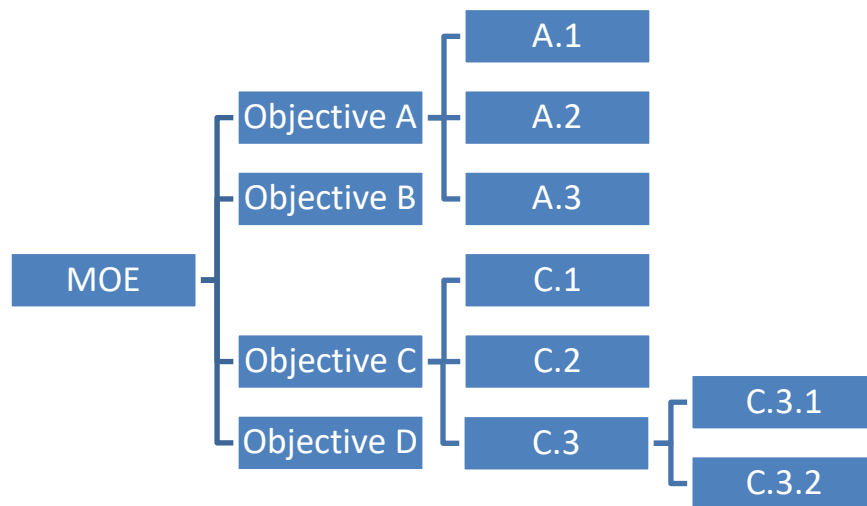 A.1
Objective A
A.2
Objective B
A.3
MOE
C.1
Objective C
C.2
C.3.1
Objective D
C.3
C.3.2